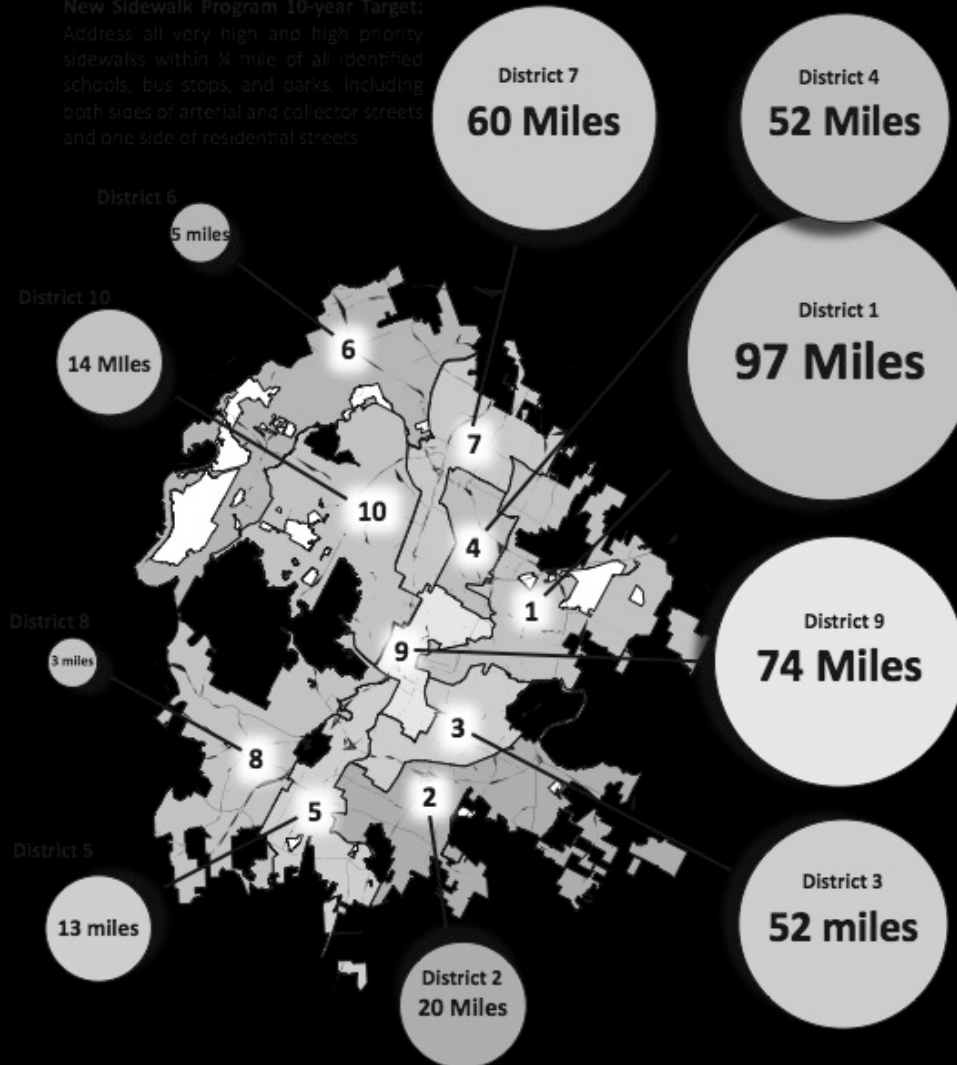 New Sidewalk Program 10-year Target:
Address all very high and high priority
sidewalks within ¼ mile of all identified
schools, bus stops, and parks, including
both sides of arterial and collector streets
and one side of residential streets.
District 7
60 Miles
District 4
52 Miles
District 6
5 miles
District 10
14 MIles
District 1
97 Miles
6
7
10
4
1
District 8
3 miles
9
District 9
74 Miles
3
8
2
5
District 5
13 miles
District 3
52 miles
District 2
20 Miles